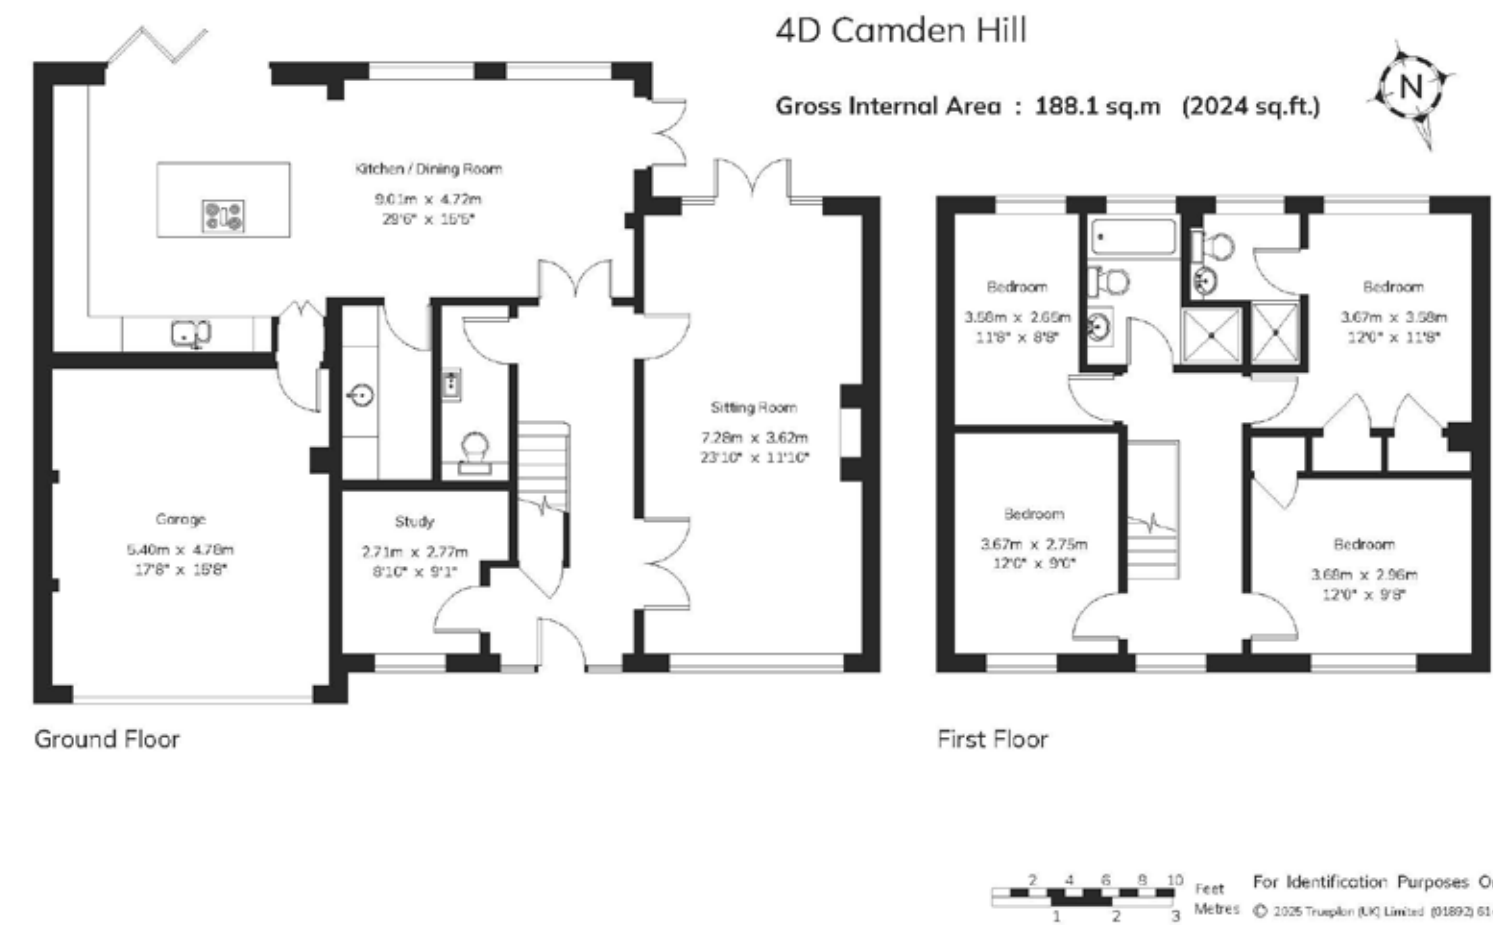 4D Camden Hill
Gross Internal Area : 188.1 sq.m (2024 sq.ft.)
N
Kitchen / Dining Room
9.01m x 4.72m
29'6" x 15'5"
Sitting Room
7.28m x 3.62m
23'10" x 11'10"
Garage
5.40m x 4.78m
17'8" x 15'8"
Study
2.71m x 2.77m
8'10" x 9'1"
Ground Floor
Bedroom
3.58m x 2.65m
11'8" x 8'8"
Bedroom
3.67m x 3.58m
12'0" x 11'8"
Bedroom
3.67m x 2.75m
12'0" x 9'0"
Bedroom
3.68m x 2.96m
12'0" x 9'8"
First Floor
2 4 6 8 10 Feet
1 2 3 Metres
For Identification Purposes O
© 2025 Trueplan (UK) Limited (01892) 61